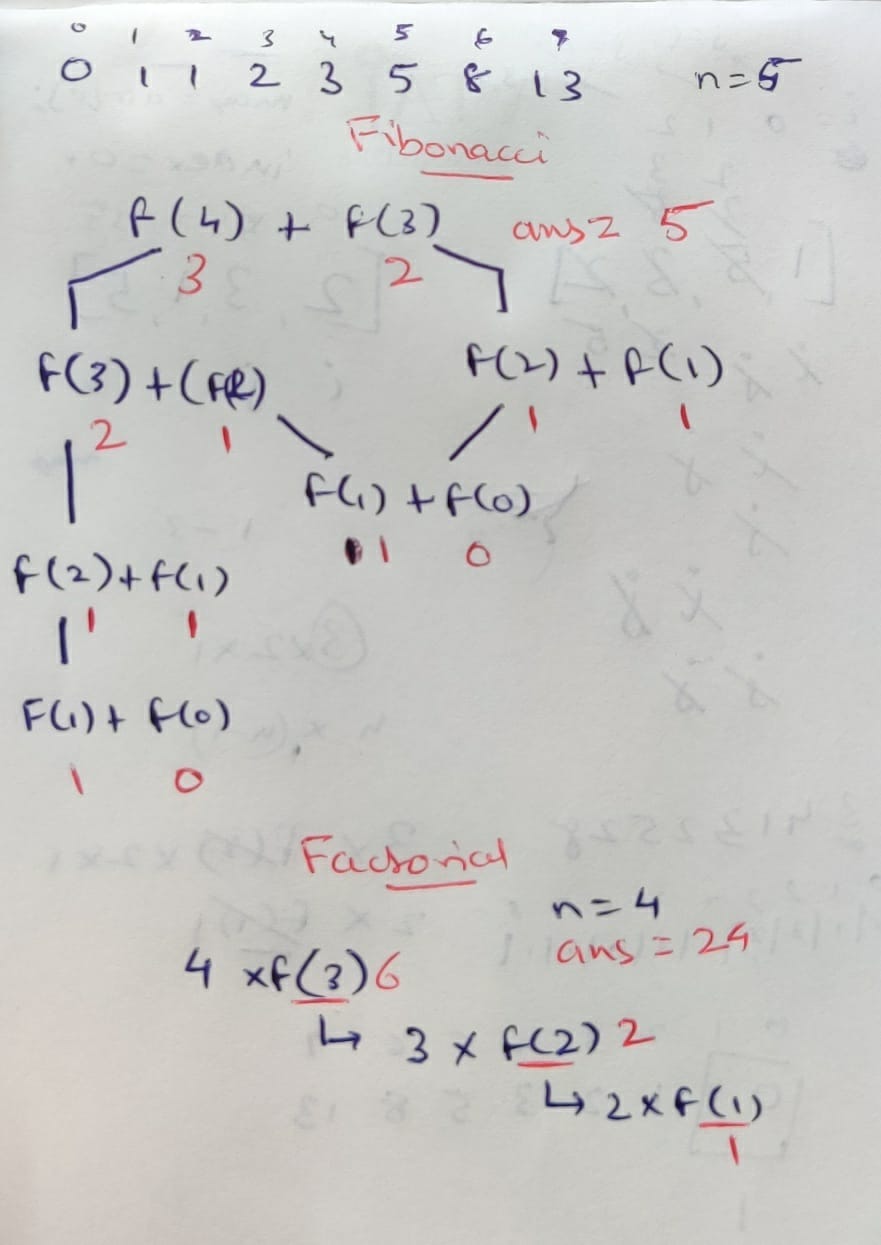 0 1 2 3 4 5 6 7
0 1 1 2 3 5 8 13 n=5
Fibonacci
f(4) + f(3) ans= 5
3 2
f(3)+(f(2) f(2) + f(1)
2 1 1 1
f(1) + f(0)
1 0
f(2)+f(1)
1 1
F(1)+ f(0)
1 0
Factorial
n=4
ans = 24
4 xf(3)6
↳ 3 x f(2) 2
↳ 2 x f(1)
1